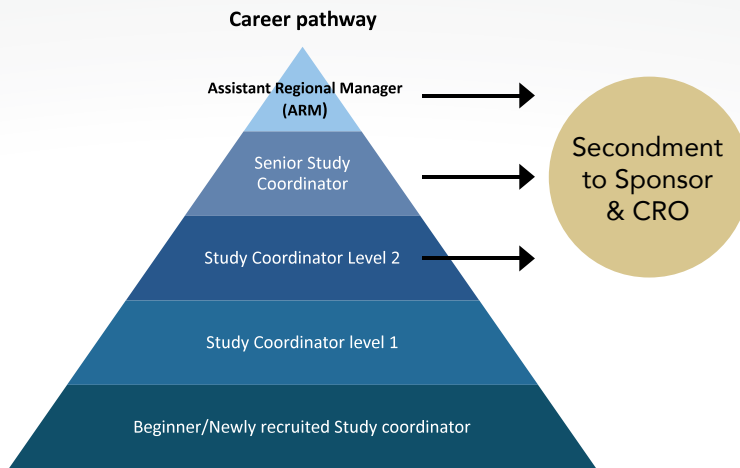 Career pathway
Assistant Regional Manager
(ARM)
Senior Study
Coordinator
Study Coordinator Level 2
Study Coordinator level 1
Beginner/Newly recruited Study coordinator
Secondment
to Sponsor
& CRO